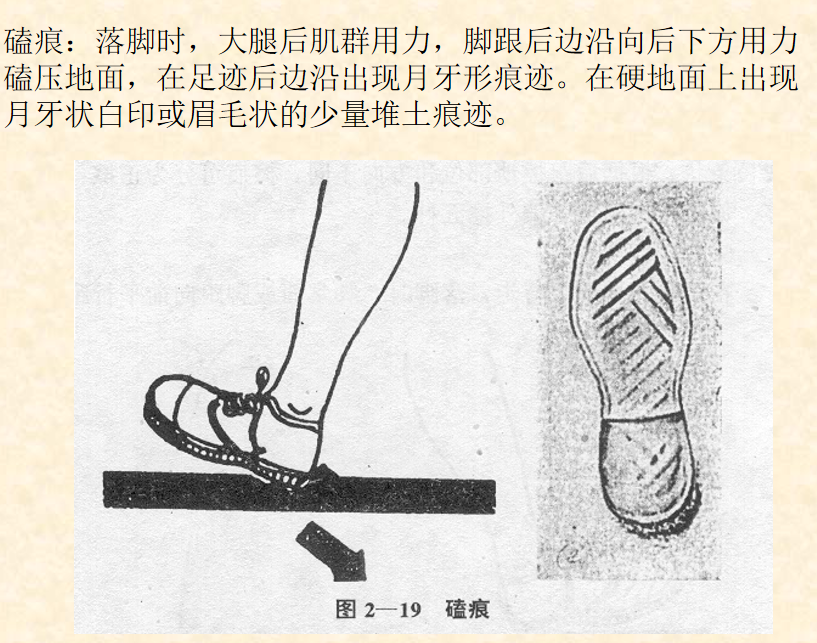 磕痕：落脚时，大腿后肌群用力，脚跟后边沿向后下方用力
磕压地面，在足迹后边沿出现月牙形痕迹。在硬地面上出现
月牙状白印或眉毛状的少量堆土痕迹。
图 2—19 磕痕